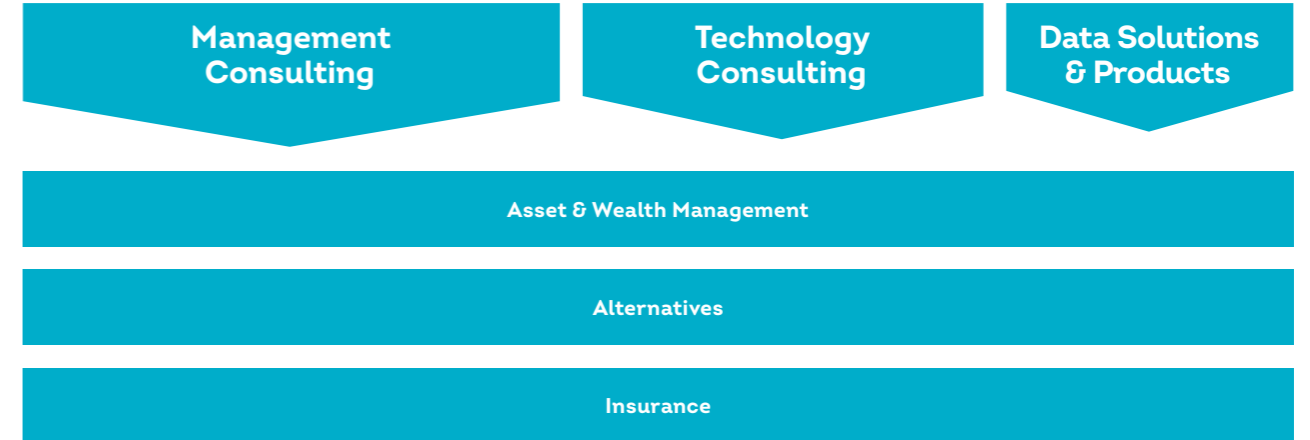 Management
Consulting
Technology
Consulting
Data Solutions
& Products
Asset & Wealth Management
Alternatives
Insurance